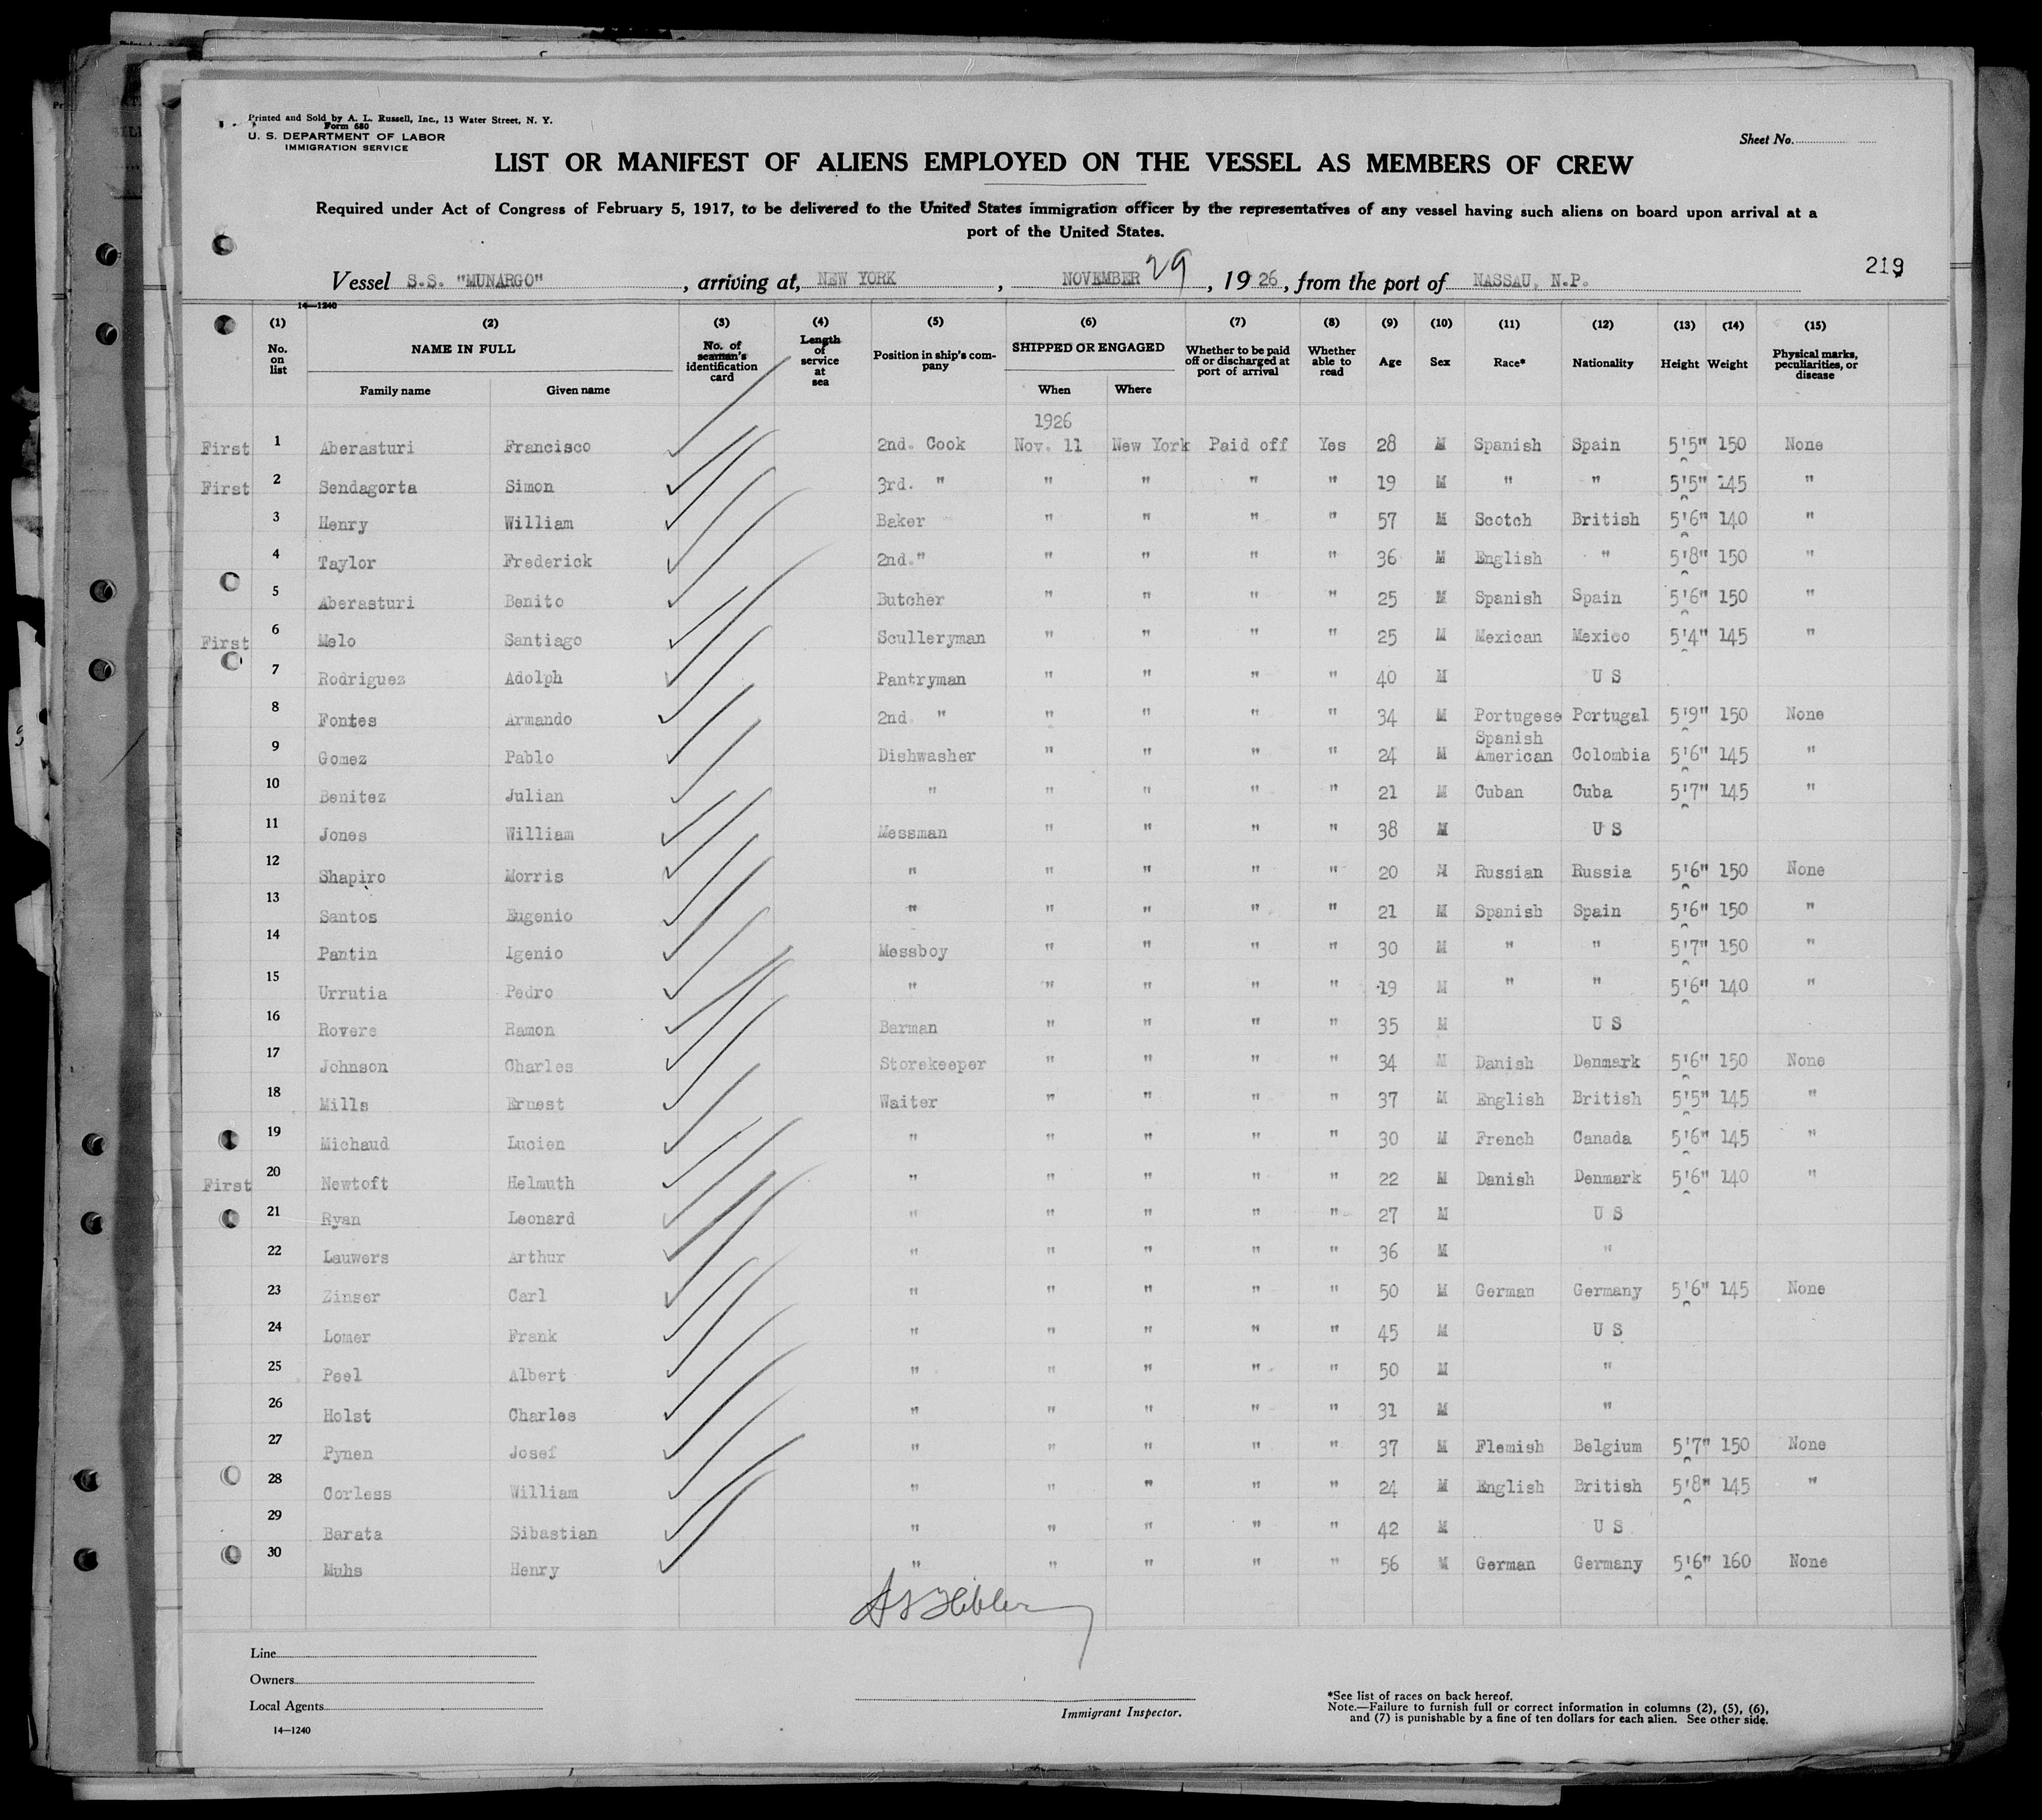 Printed and Sold by A. L. Russell, Inc., 13 Water Street, N. Y.
Form 680
U. S. DEPARTMENT OF LABOR
IMMIGRATION SERVICE
Sheet No.
LIST OR MANIFEST OF ALIENS EMPLOYED ON THE VESSEL AS MEMBERS OF CREW
Required under Act of Congress of February 5, 1917, to be delivered to the United States immigration officer by the representatives of any vessel having such aliens on board upon arrival at a
port of the United States.
219
Vessel S.S. "MUNARGO", arriving at, NEW YORK, NOVEMBER 29, 1926, from the port of NASSAU, N.P.
14—1240
(1) (2) (3) (4) (5) (6) (7) (8) (9) (10) (11) (12) (13) (14) (15)
No. on list NAME IN FULL Family name Given name No. of seaman's identification card Length of service at sea Position in ship's company SHIPPED OR ENGAGED When Where Whether to be paid off or discharged at port of arrival Whether able to read Age Sex Race* Nationality Height Weight Physical marks, peculiarities, or disease
1926
First 1 Aberasturi Francisco 2nd. Cook Nov. 11 New York Paid off Yes 28 M Spanish Spain 5'5" 150 None
First 2 Sendagorta Simon 3rd. " " " " " 19 M " " 5'5" 145 "
3 Henry William Baker " " " " 57 M Scotch British 5'6" 140 "
4 Taylor Frederick 2nd." " " " " 36 M English " 5'8" 150 "
5 Aberasturi Benito Butcher " " " " 25 M Spanish Spain 5'6" 150 "
First 6 Melo Santiago Sculleryman " " " " 25 M Mexican Mexico 5'4" 145 "
7 Rodriguez Adolph Pantryman " " " " 40 M U S
8 Fontes Armando 2nd. " " " " " 34 M Portugese Portugal 5'9" 150 None
9 Gomez Pablo Dishwasher " " " " 24 M Spanish American Colombia 5'6" 145 "
10 Benitez Julian " " " " " 21 M Cuban Cuba 5'7" 145 "
11 Jones William Messman " " " " 38 M U S
12 Shapiro Morris " " " " " 20 M Russian Russia 5'6" 150 None
13 Santos Eugenio " " " " " 21 M Spanish Spain 5'6" 150 "
14 Pantin Igenio Messboy " " " " 30 M " " 5'7" 150 "
15 Urrutia Pedro " " " " " 19 M " " 5'6" 140 "
16 Rovere Ramon Barman " " " " 35 M U S
17 Johnson Charles Storekeeper " " " " 34 M Danish Denmark 5'6" 150 None
18 Mills Ernest Waiter " " " " 37 M English British 5'5" 145 "
19 Michaud Lucien " " " " " 30 M French Canada 5'6" 145 "
First 20 Newtoft Helmuth " " " " " 22 M Danish Denmark 5'6" 140 "
21 Ryan Leonard " " " " " 27 M U S
22 Lauwers Arthur " " " " " 36 M "
23 Zinser Carl " " " " " 50 M German Germany 5'6" 145 None
24 Lomer Frank " " " " " 45 M U S
25 Peel Albert " " " " " 50 M "
26 Holst Charles " " " " " 31 M "
27 Pynen Josef " " " " " 37 M Flemish Belgium 5'7" 150 None
28 Corless William " " " " " 24 M English British 5'8" 145 "
29 Barata Sibastian " " " " " 42 M U S
30 Muhs Henry " " " " " 56 M German Germany 5'6" 160 None
Line
Owners
Local Agents
14—1240
Immigrant Inspector.
*See list of races on back hereof.
Note.—Failure to furnish full or correct information in columns (2), (5), (6),
and (7) is punishable by a fine of ten dollars for each alien. See other side.